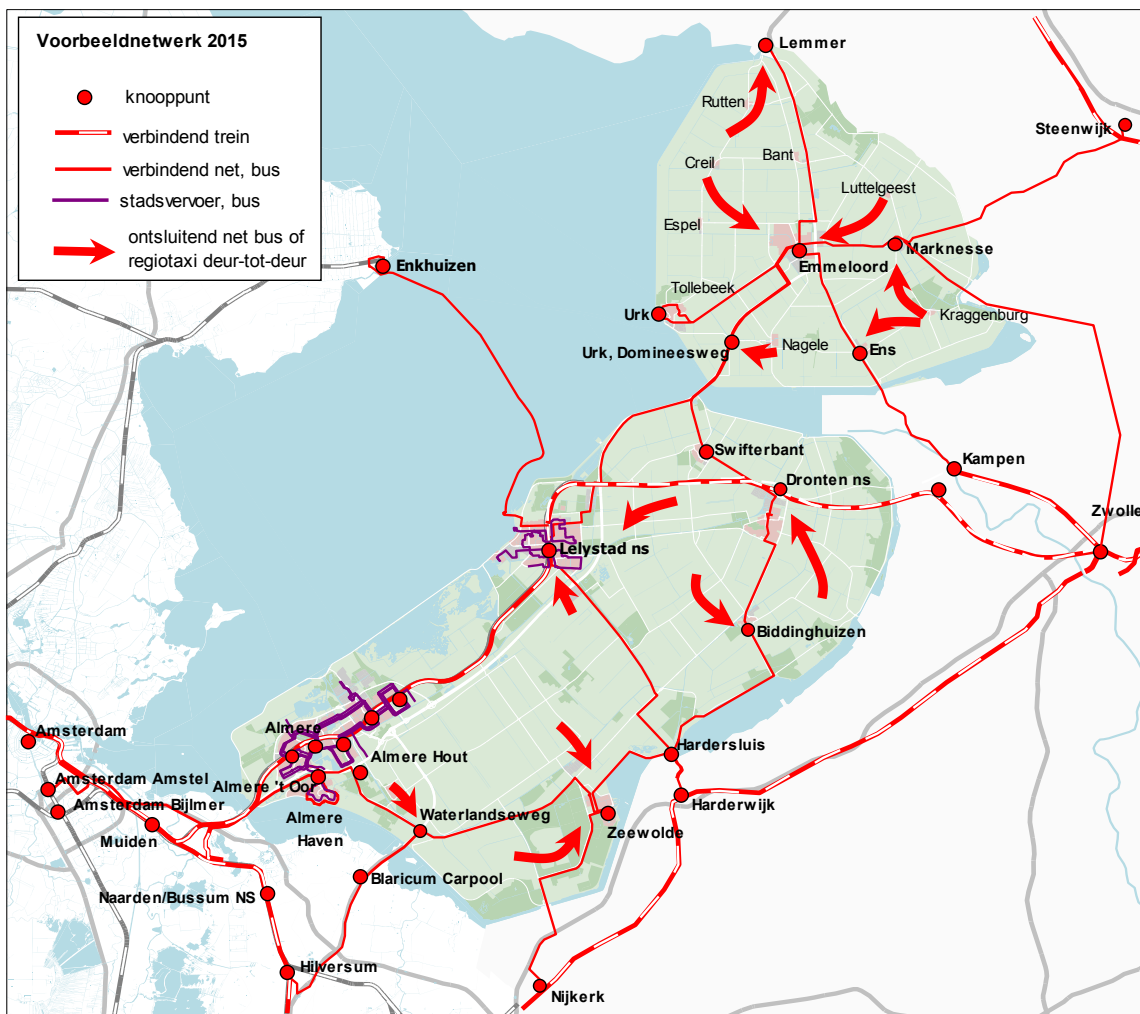 Voorbeeldnetwerk 2015
knooppunt
verbindend trein
verbindend net, bus
stadsvervoer, bus
ontsluitend net bus of
regiotaxi deur-tot-deur
Lemmer
Rutten
Steenwijk
Bant
Creil
Luttelgeest
Espel
Marknesse
Emmeloord
Enkhuizen
Tollebeek
Urk
Kraggenburg
Nagele
Urk, Domineesweg
Ens
Swifterbant
Kampen
Dronten ns
Zwolle
Lelystad ns
Biddinghuizen
Almere
Amsterdam
Hardersluis
Almere Hout
Amsterdam Amstel
Almere 't Oor
Harderwijk
Amsterdam Bijlmer
Waterlandseweg
Almere
Haven
Zeewolde
Muiden
Blaricum Carpool
Naarden/Bussum NS
Hilversum
Nijkerk